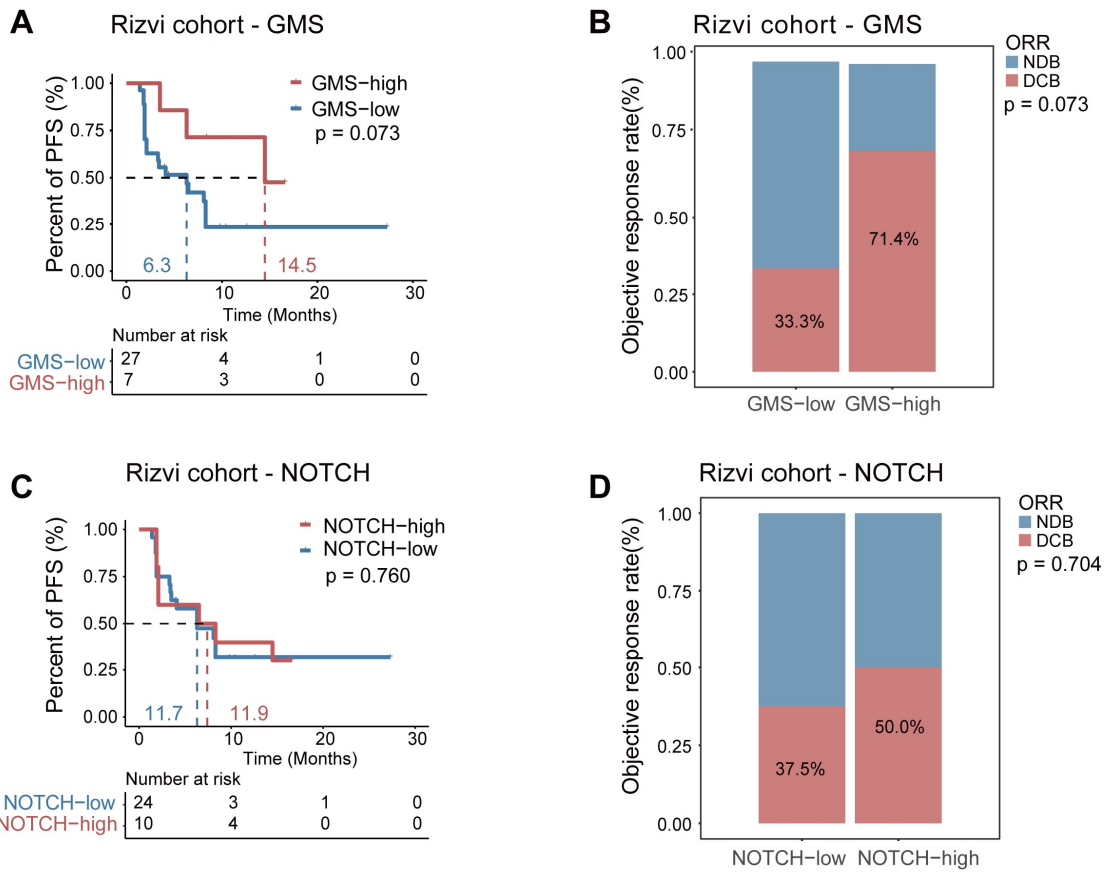 A
Rizvi cohort - GMS
Percent of PFS (%)
1.00
0.75
0.50
0.25
0.00
GMS-high
GMS-low
p = 0.073
6.3
14.5
0 10 20 30
Time (Months)
Number at risk
GMS-low 27 4 1 0
GMS-high 7 3 0 0
B
Rizvi cohort - GMS
Objective response rate(%)
1.00
0.75
0.50
0.25
0.00
33.3%
71.4%
GMS-low GMS-high
ORR
NDB
DCB
p = 0.073
C
Rizvi cohort - NOTCH
Percent of PFS (%)
1.00
0.75
0.50
0.25
0.00
NOTCH-high
NOTCH-low
p = 0.760
11.7
11.9
0 10 20 30
Time (Months)
Number at risk
NOTCH-low 24 3 1 0
NOTCH-high 10 4 0 0
D
Rizvi cohort - NOTCH
Objective response rate(%)
1.00
0.75
0.50
0.25
0.00
37.5%
50.0%
NOTCH-low NOTCH-high
ORR
NDB
DCB
p = 0.704